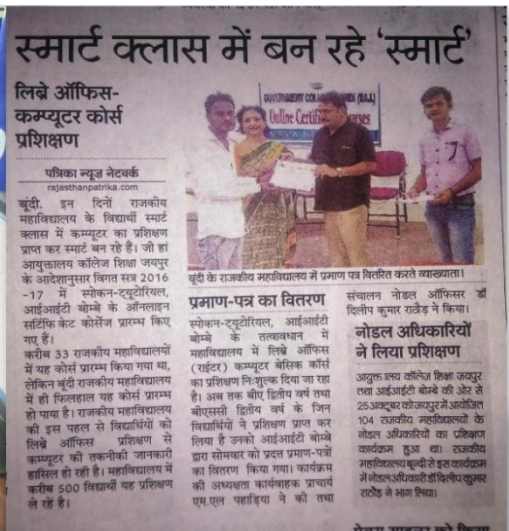 स्मार्ट क्लास में बन रहे 'स्मार्ट'
लिब्रे ऑफिस-
कम्प्यूटर कोर्स
प्रशिक्षण
पत्रिका न्यूज नेटवर्क
rajasthanpatrika.com
बूंदी. इन दिनों राजकीय
महाविद्यालय के विद्यार्थी स्मार्ट
क्लास में कम्प्यूटर का प्रशिक्षण
प्राप्त कर स्मार्ट बन रहे है। जी हां
आयुक्तालय कॉलेज शिक्षा जयपुर
के आदेशानुसार विगत सत्र 2016
-17 में स्पोकन-ट्यूटोरियल,
आईआईटी बोम्बे के ऑनलाइन
सर्टिफिकेट कोर्सेज प्रारम्भ किए
गए हैं।
करीब 33 राजकीय महाविद्यालयों
में यह कोर्स प्रारम्भ किया गया था,
लेकिन बूंदी राजकीय महाविद्यालय
में ही फिलहाल यह कोर्स प्रारम्भ
हो पाया है। राजकीय महाविद्यालय
की इस पहल से विद्यार्थियों को
लिब्रे ऑफिस प्रशिक्षण से
कम्प्यूटर की तकनीकी जानकारी
हासिल हो रही है। महाविद्यालय में
करीब 500 विद्यार्थी यह प्रशिक्षण
ले रहे है।
GOVERNMENT (RAJ.)
Online Certificate Courses
बूंदी के राजकीय महाविद्यालय में प्रमाण पत्र वितरित करते व्याख्याता।
प्रमाण-पत्र का वितरण
स्पोकन-ट्यूटोरियल, आईआईटी
बोम्बे के तत्वावधान में
महाविद्यालय में लिब्रे ऑफिस
(राईटर) कम्प्यूटर बेसिक कोर्स
का प्रशिक्षण निःशुल्क दिया जा रहा
है। अब तक बीए द्वितीय वर्ष तथा
बीएससी द्वितीय वर्ष के जिन
विद्यार्थियों ने प्रशिक्षण प्राप्त कर
लिया है उनको आईआईटी बोम्बे
द्वारा सोमवार को प्रदत्त प्रमाण-पत्रों
का वितरण किया गया। कार्यक्रम
की अध्यक्षता कार्यवाहक प्राचार्य
एम.एल पहाड़िया ने की तथा
संचालन नोडल ऑफिसर डॉ
दिलीप कुमार राठौड़ ने किया।
नोडल अधिकारियों
ने लिया प्रशिक्षण
आयुक्तालय कॉलेज शिक्षा जयपुर
तथा आईआईटी बोम्बे की ओर से
25 अक्टूबर को जयपुर में आयोजित
104 राजकीय महाविद्यालयों के
नोडल अधिकारियों का प्रशिक्षण
कार्यक्रम हुआ था। राजकीय
महाविद्यालय बून्दी से इस कार्यक्रम
में नोडल अधिकारी डॉ दिलीप कुमार
राठौड़ ने भाग लिया।